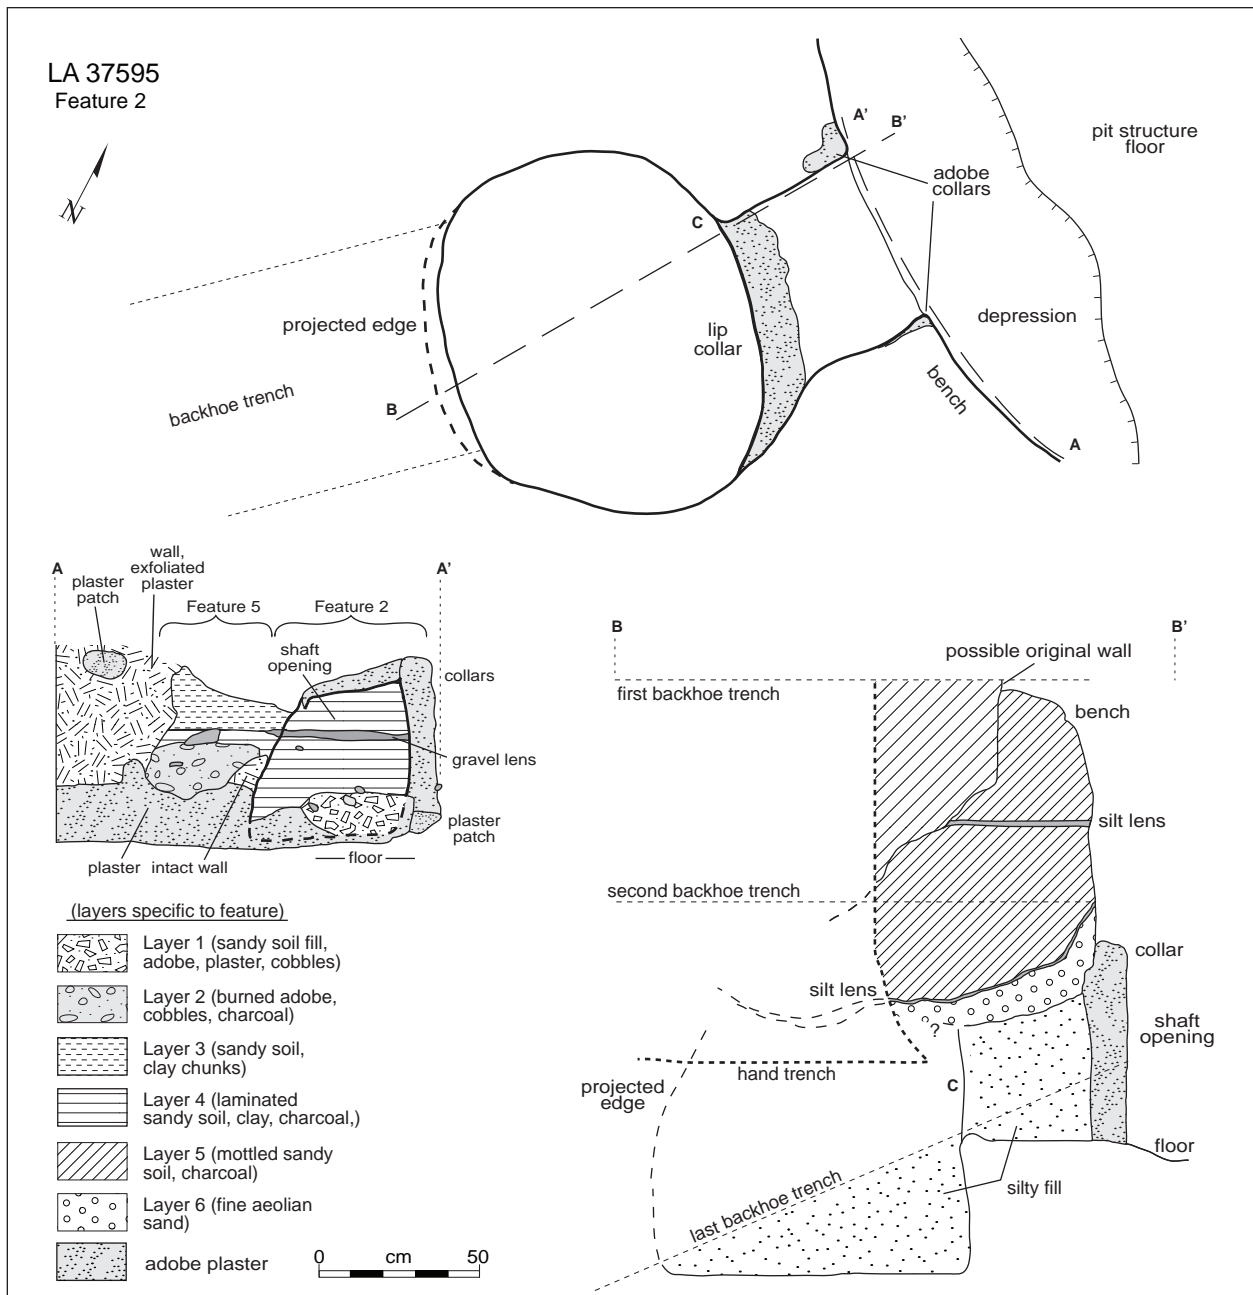 LA 37595
Feature 2
N
A'
B'
pit structure
floor
adobe
collars
C
projected edge
lip
collar
depression
backhoe trench
B
bench
A
A
wall,
exfoliated
plaster
plaster
patch
A'
Feature 5
Feature 2
shaft
opening
collars
gravel lens
plaster
patch
plaster
intact wall
floor
B
B'
possible original wall
first backhoe trench
bench
silt lens
second backhoe trench
collar
silt lens
?
shaft
opening
hand trench
C
projected
edge
floor
silty fill
last backhoe trench
(layers specific to feature)
Layer 1 (sandy soil fill,
adobe, plaster, cobbles)
Layer 2 (burned adobe,
cobbles, charcoal)
Layer 3 (sandy soil,
clay chunks)
Layer 4 (laminated
sandy soil, clay, charcoal,)
Layer 5 (mottled sandy
soil, charcoal)
Layer 6 (fine aeolian
sand)
adobe plaster
0 cm 50